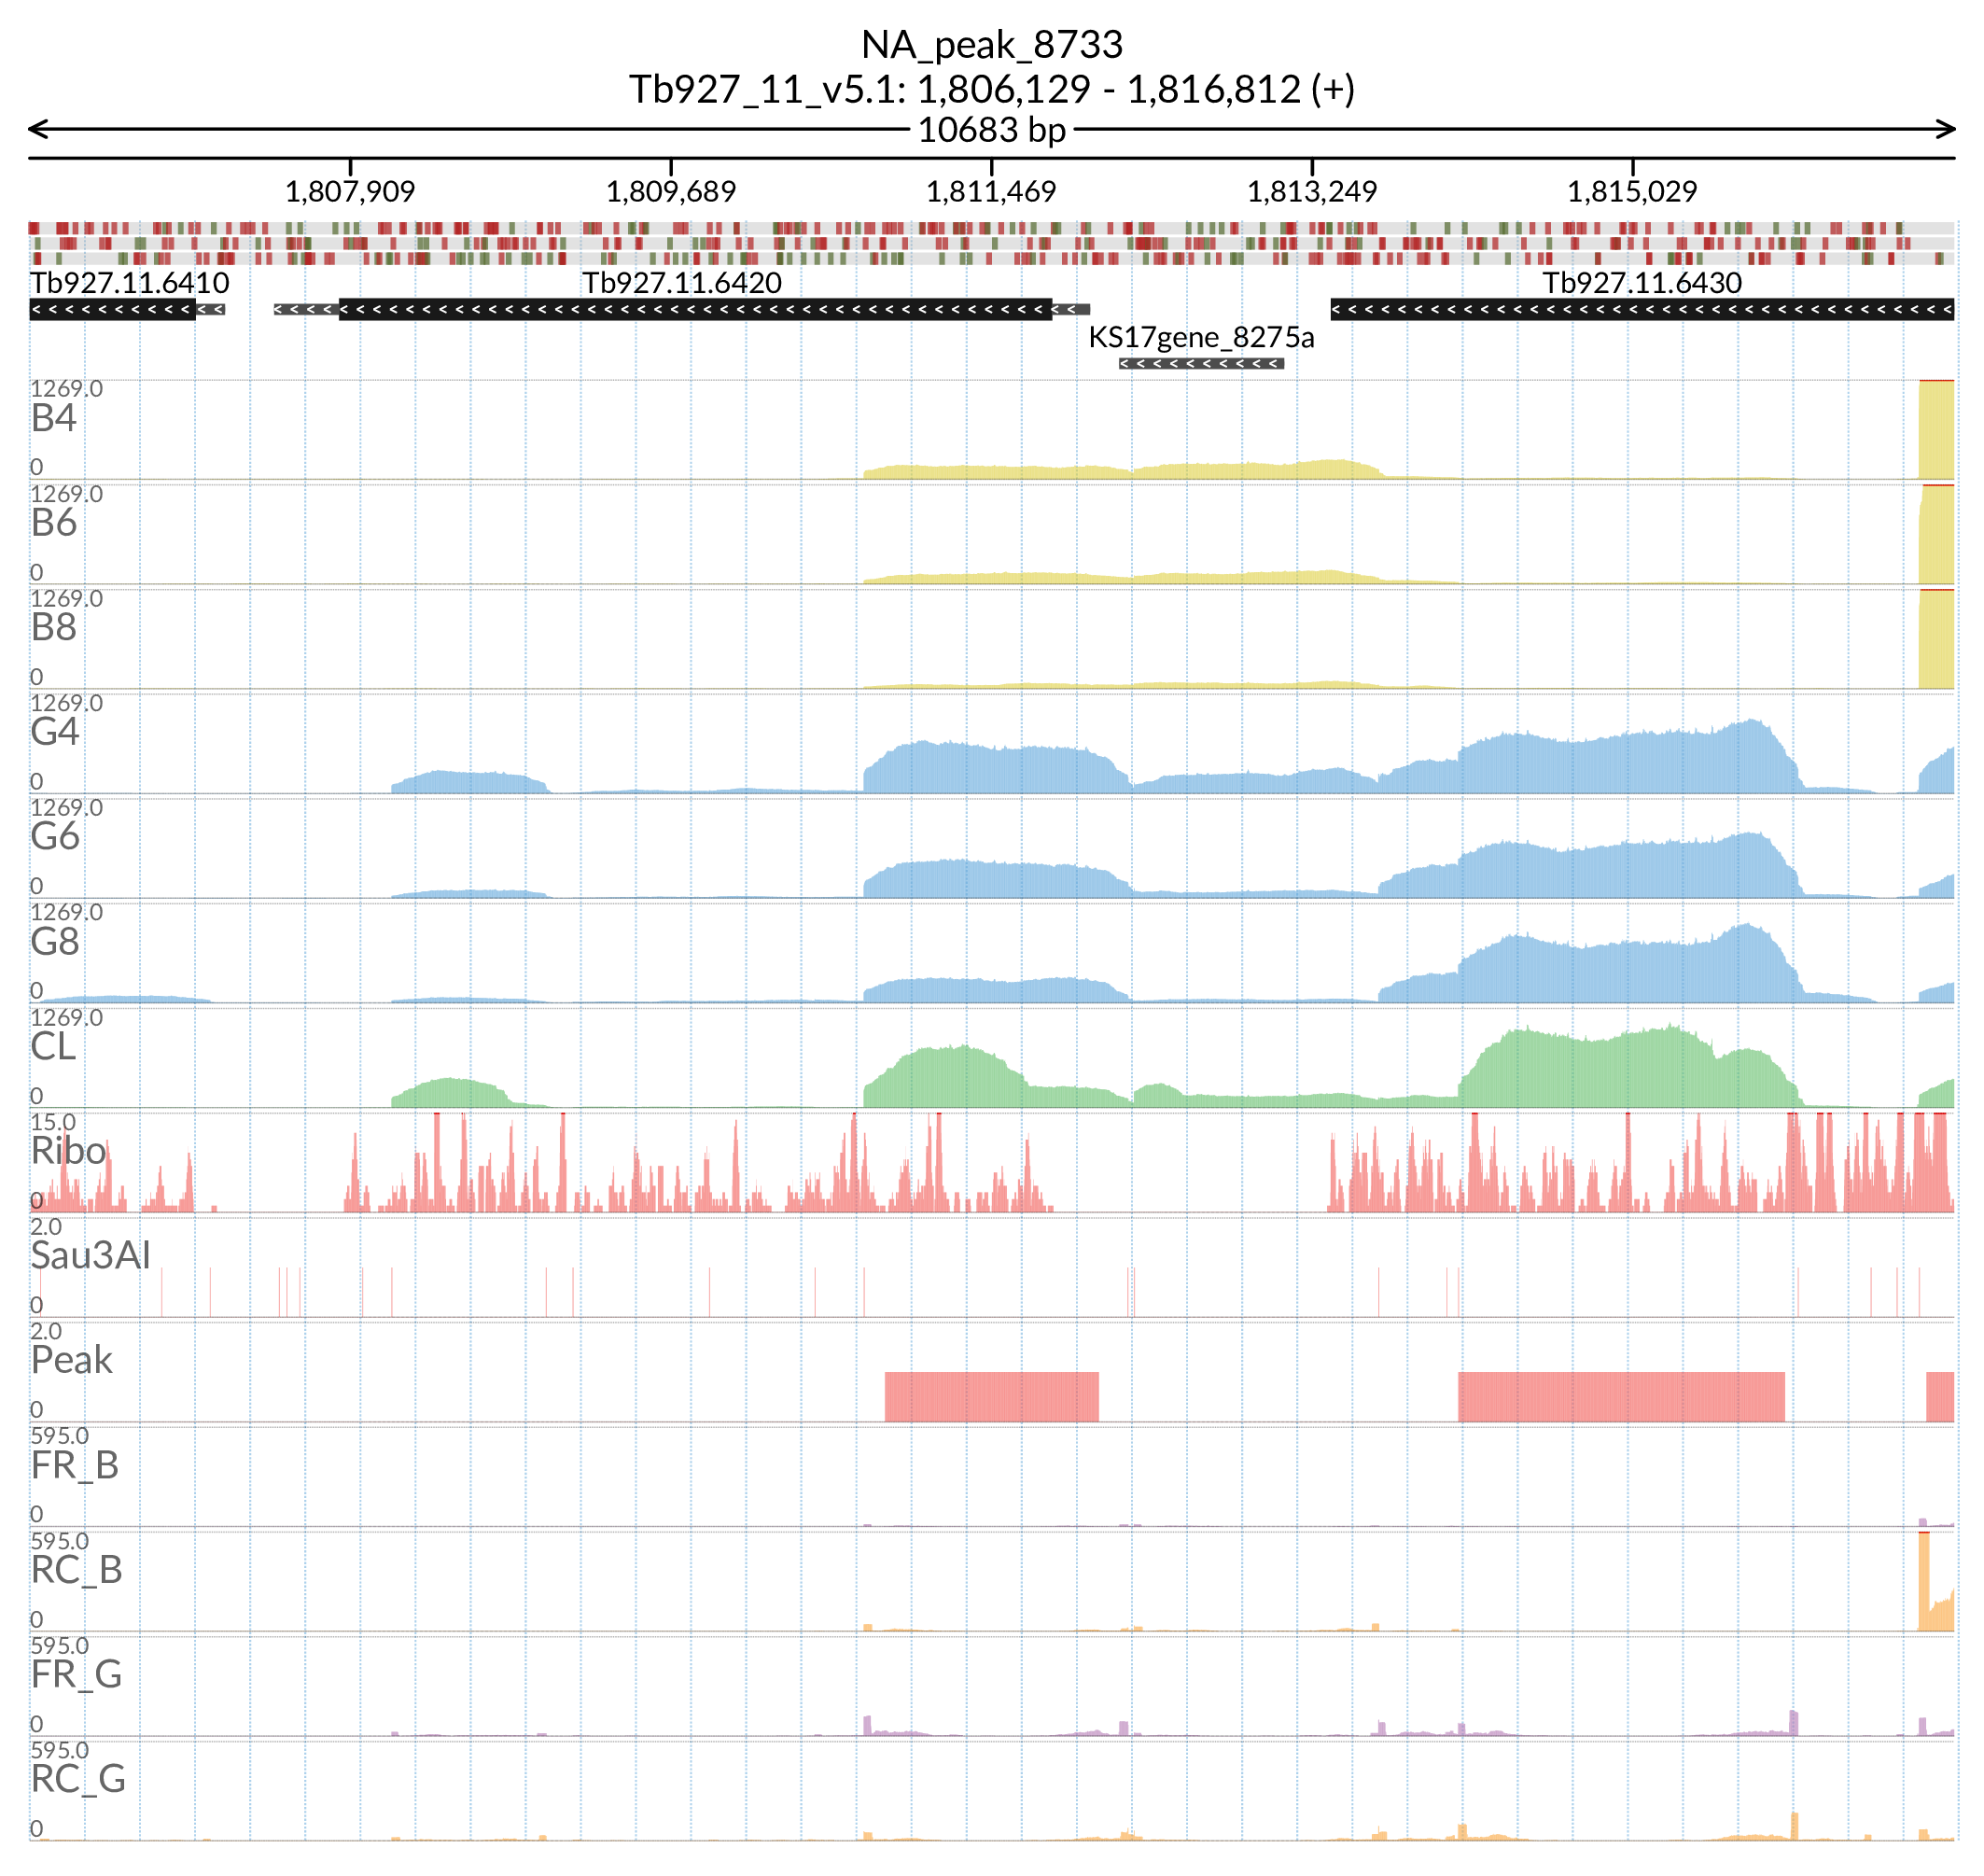 NA_peak_8733
Tb927_11_v5.1: 1,806,129 - 1,816,812 (+)
10683 bp
1,807,909 1,809,689 1,811,469 1,813,249 1,815,029
Tb927.11.6410 Tb927.11.6420 Tb927.11.6430
KS17gene_8275a
1269.0
B4
0
1269.0
B6
0
1269.0
B8
0
1269.0
G4
0
1269.0
G6
0
1269.0
G8
0
1269.0
CL
0
15.0
Ribo
0
2.0
Sau3AI
0
2.0
Peak
0
595.0
FR_B
0
595.0
RC_B
0
595.0
FR_G
0
595.0
RC_G
0